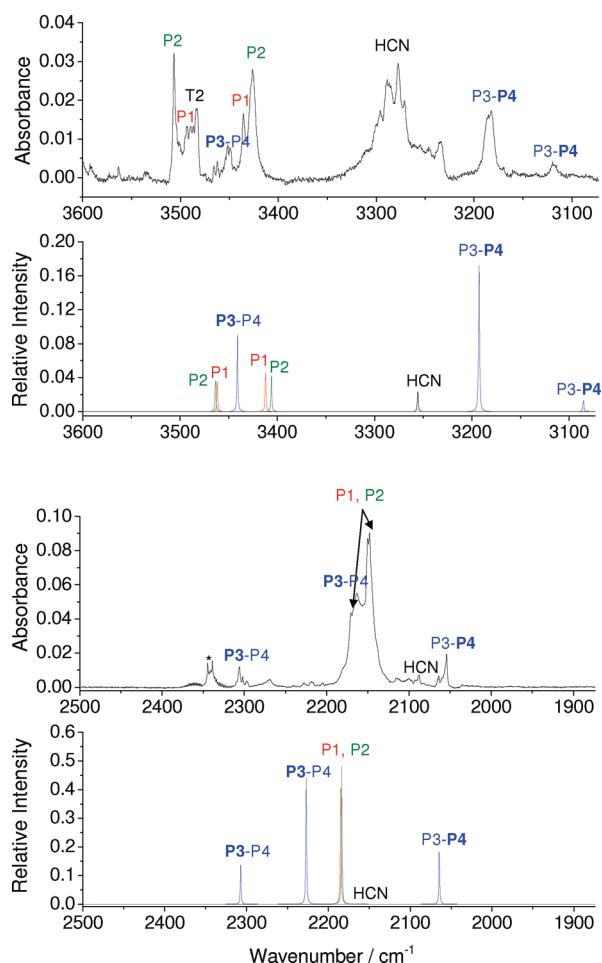 P2 P2 HCN
P1 T2 P1 P3-P4 P3-P4 P3-P4
Absorbance
0.04
0.03
0.02
0.01
0.00
3600 3500 3400 3300 3200 3100
Relative Intensity
0.20
0.16
0.12
0.08
0.04
0.00
P3-P4
P3-P4
P2 P1 P1 P2 HCN P3-P4
3600 3500 3400 3300 3200 3100
Absorbance
0.10
0.08
0.06
0.04
0.02
0.00
P1, P2
P3-P4
* P3-P4 HCN P3-P4
2500 2400 2300 2200 2100 2000 1900
Relative Intensity
0.6
0.5
0.4
0.3
0.2
0.1
0.0
P1, P2
P3-P4
P3-P4 P3-P4
HCN
2500 2400 2300 2200 2100 2000 1900
Wavenumber / cm⁻¹